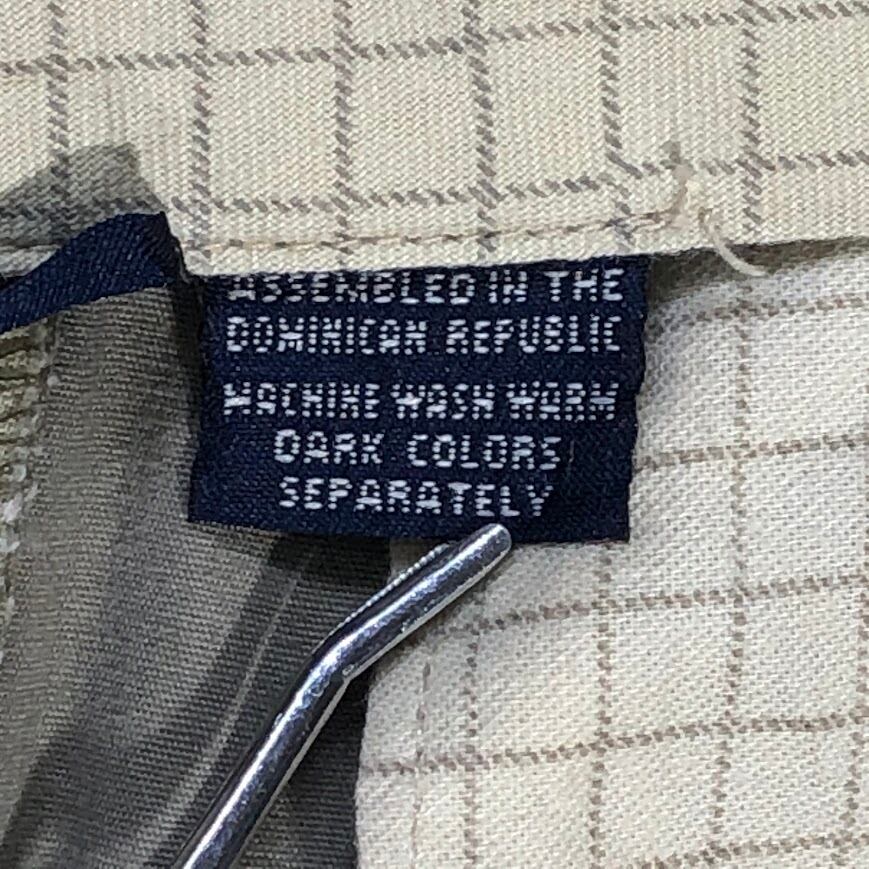 ASSEMBLED IN THE
DOMINICAN REPUBLIC
MACHINE WASH WARM
DARK COLORS
SEPARATELY